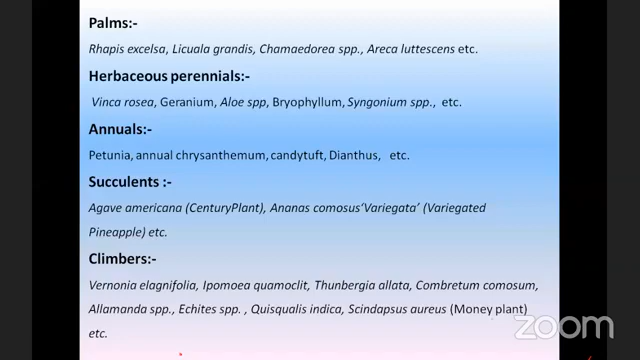 Palms:-
Rhapis excelsa, Licuala grandis, Chamaedorea spp., Areca luttescens etc.
Herbaceous perennials:-
Vinca rosea, Geranium, Aloe spp, Bryophyllum, Syngonium spp., etc.
Annuals:-
Petunia, annual chrysanthemum, candytuft, Dianthus, etc.
Succulents :-
Agave americana (CenturyPlant), Ananas comosus‘Variegata’ (Variegated
Pineapple) etc.
Climbers:-
Vernonia elagnifolia, Ipomoea quamoclit, Thunbergia allata, Combretum comosum,
Allamanda spp., Echites spp. , Quisqualis indica, Scindapsus aureus (Money plant)
etc.
zoom